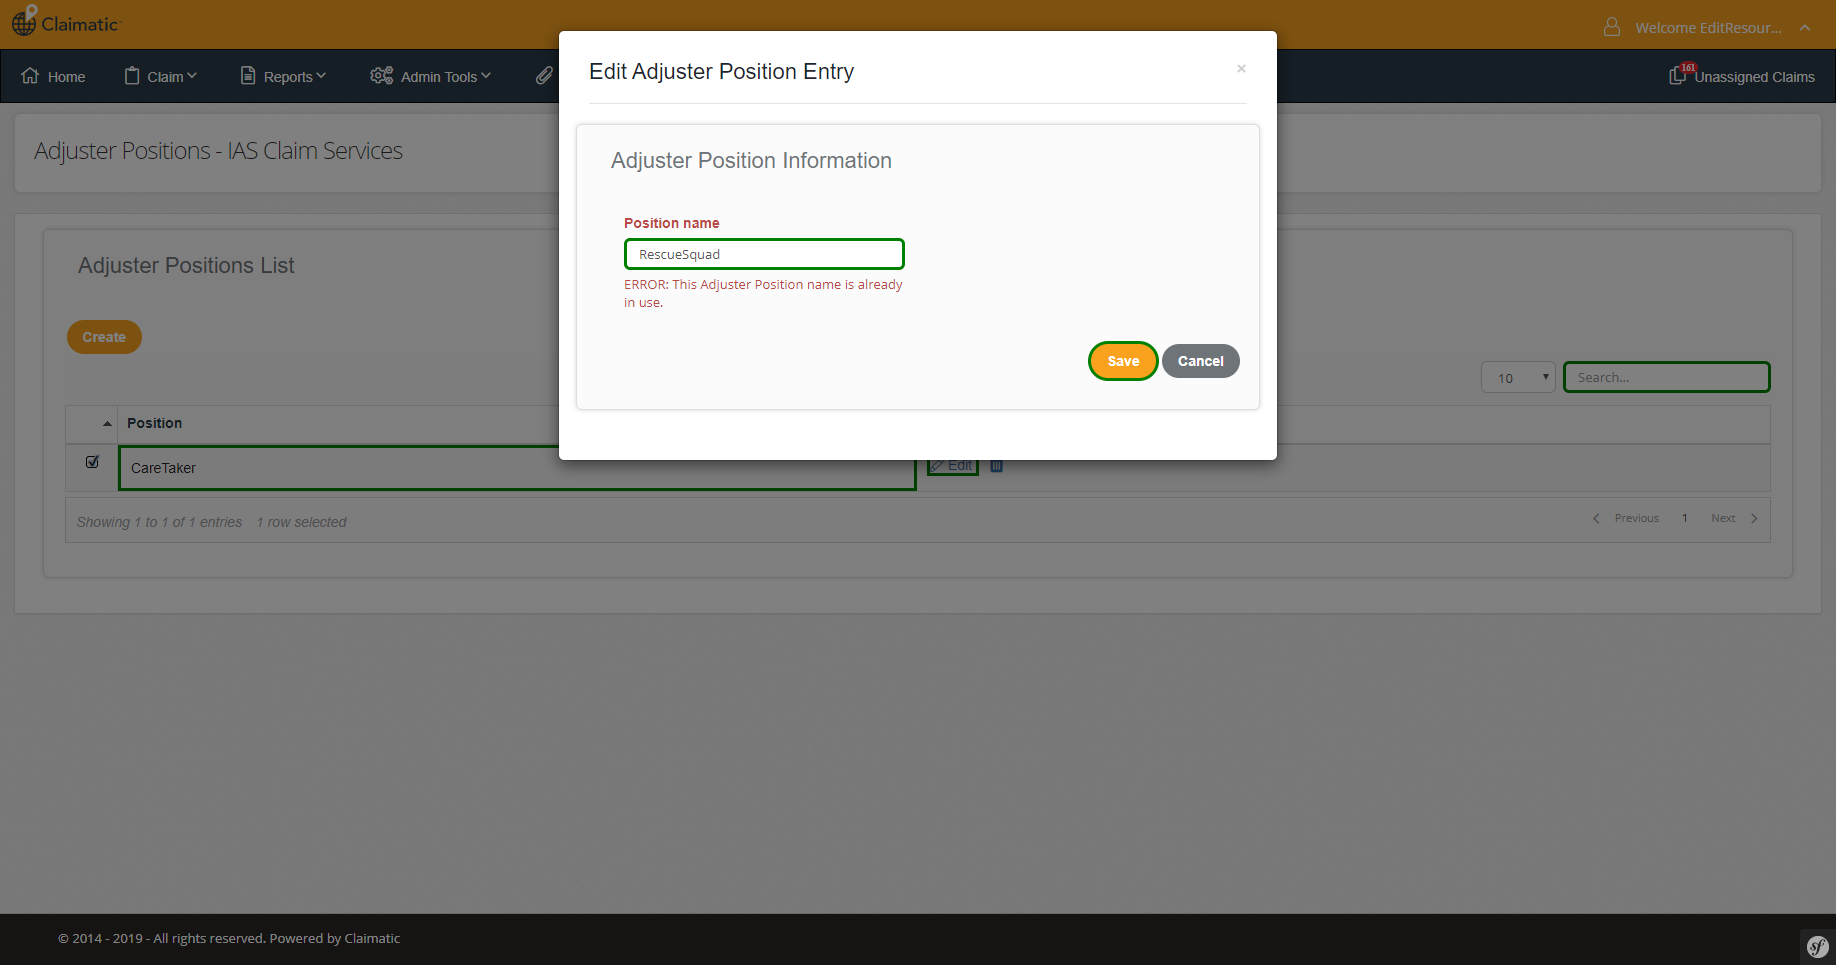 Claimatic
Welcome EditResour...
Home
Claim
Reports
Admin Tools
161
Unassigned Claims
Edit Adjuster Position Entry
×
Adjuster Position Information
Position name
RescueSquad
ERROR: This Adjuster Position name is already
in use.
Save
Cancel
Adjuster Positions - IAS Claim Services
Adjuster Positions List
Create
10
Search...
Position
CareTaker
Edit
Showing 1 to 1 of 1 entries 1 row selected
Previous 1 Next
© 2014 - 2019 - All rights reserved. Powered by Claimatic
sf